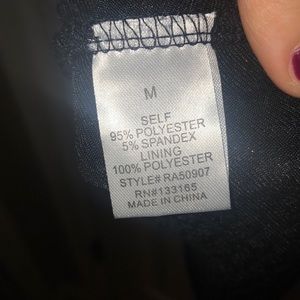 M
SELF
95% POLYESTER
5% SPANDEX
LINING
100% POLYESTER
STYLE# RA50907
RN#133165
MADE IN CHINA